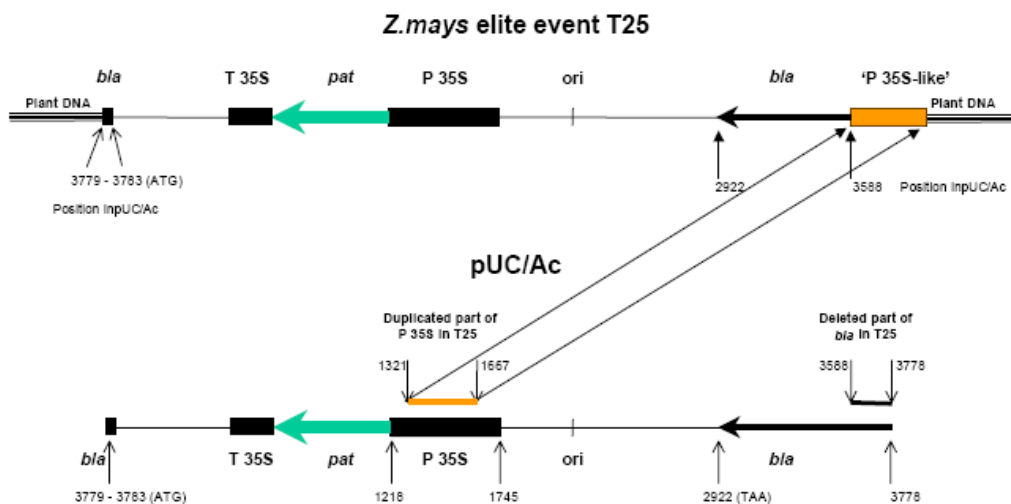 Z.mays elite event T25
bla T 35S pat P 35S ori bla 'P 35S-like'
Plant DNA Plant DNA
3779 - 3783 (ATG) 2922 3588 Position inpUC/Ac
Position inpUC/Ac
pUC/Ac
Duplicated part of
P 35S in T25
Deleted part of
bla in T25
1321 1667 3588 3778
bla T 35S pat P 35S ori bla
3779 - 3783 (ATG) 1218 1745 2922 (TAA) 3778